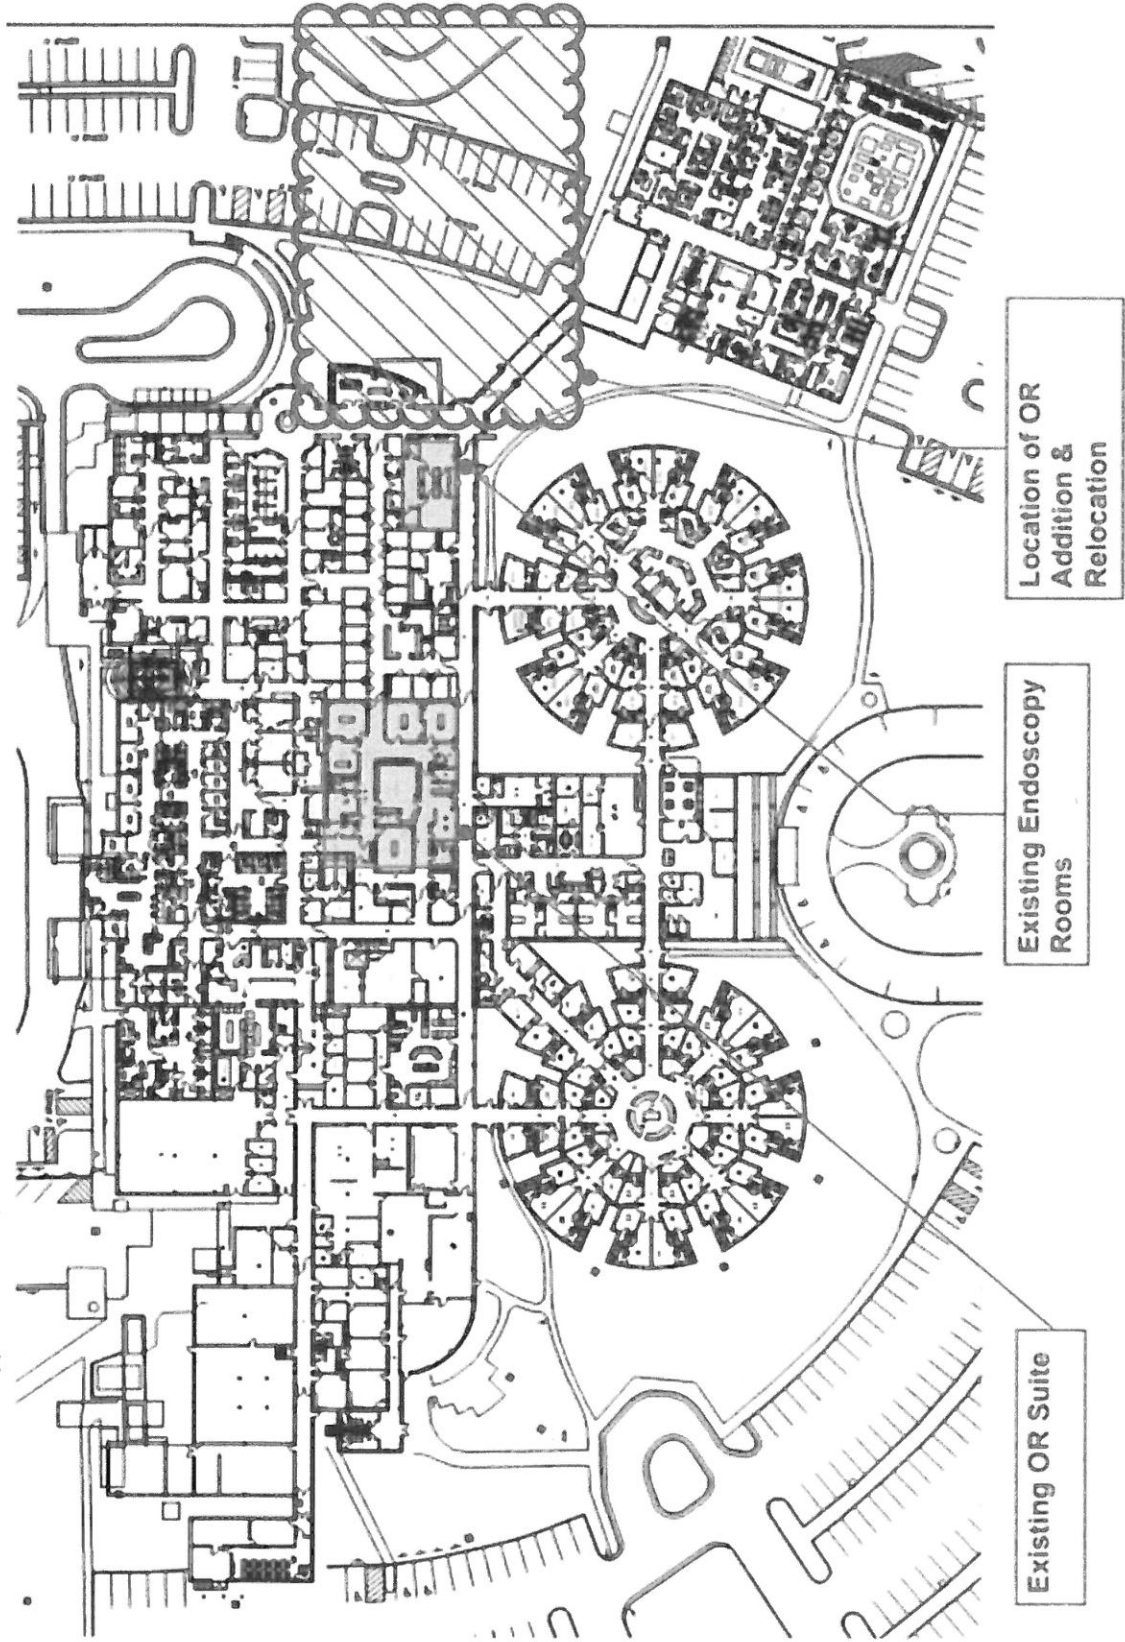 Existing OR Suite
Existing Endoscopy
Rooms
Location of OR
Addition &
Relocation